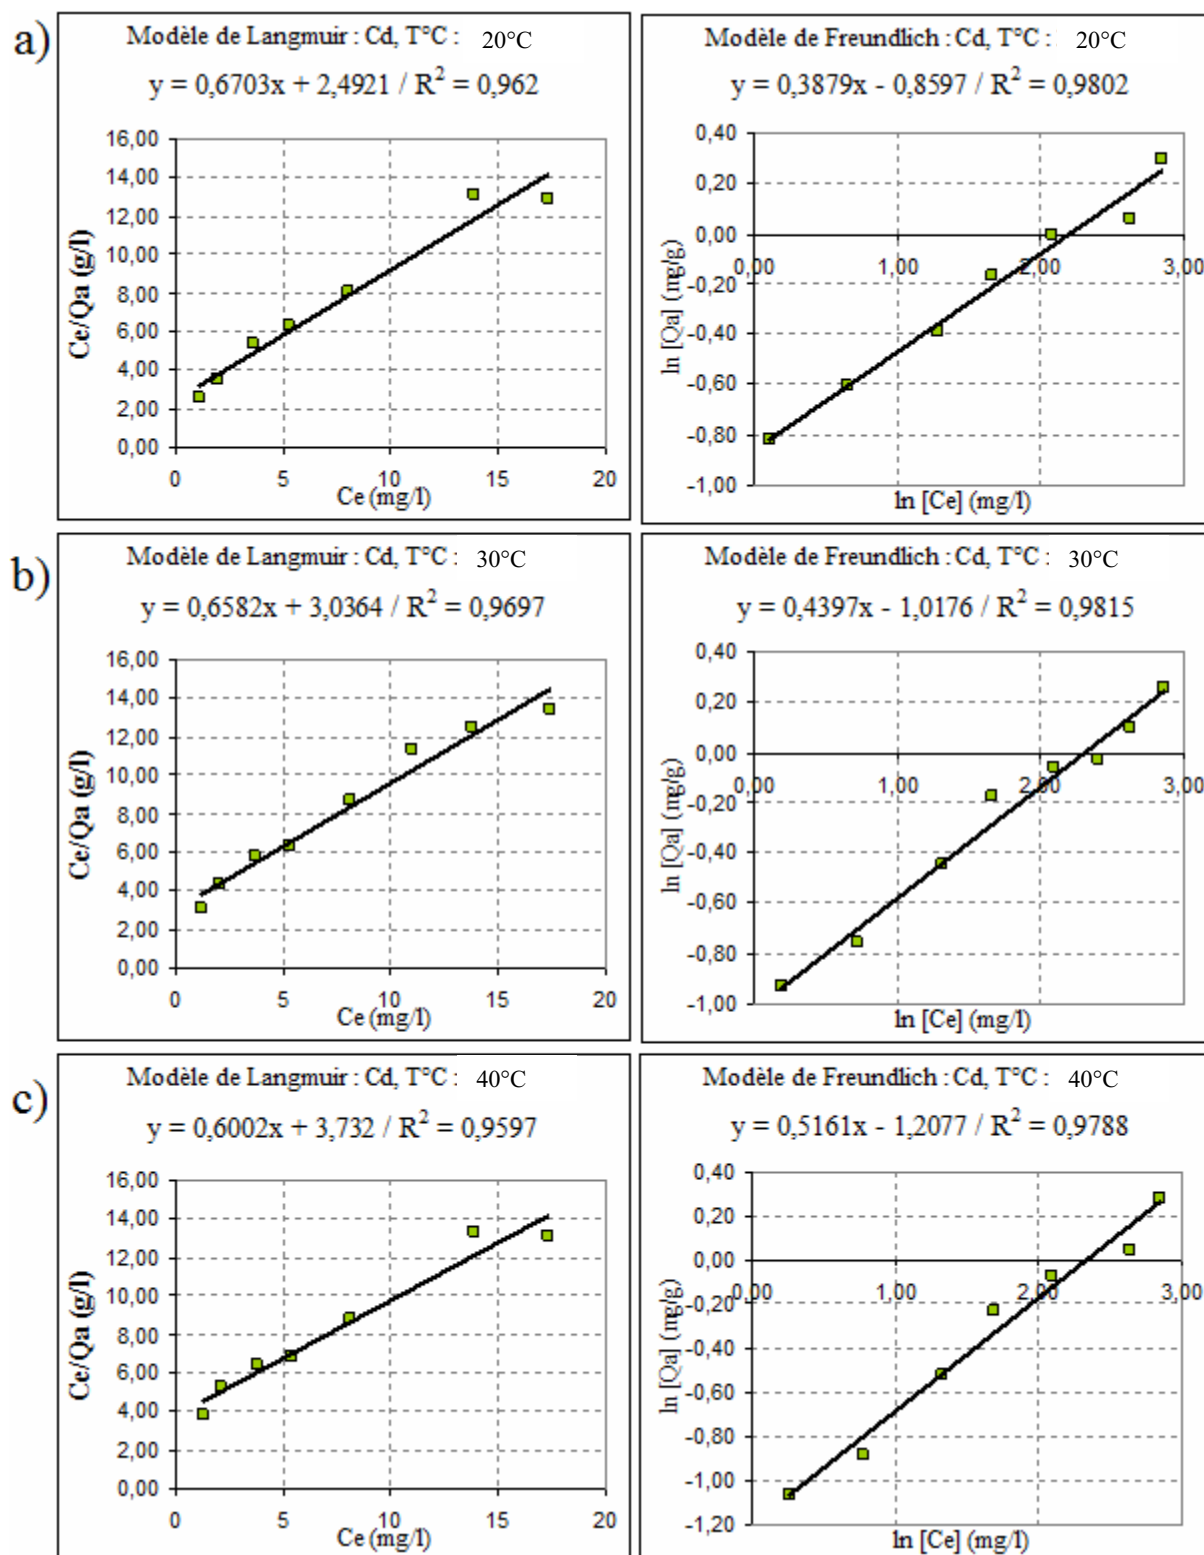 a)
Modèle de Langmuir : Cd, T°C : 20°C
y = 0,6703x + 2,4921 / R² = 0,962
Ce/Qa (g/l)
16,00
14,00
12,00
10,00
8,00
6,00
4,00
2,00
0,00
0 5 10 15 20
Ce (mg/l)
Modèle de Freundlich : Cd, T°C : 20°C
y = 0,3879x - 0,8597 / R² = 0,9802
ln [Qa] (mg/g)
0,40
0,20
0,00
-0,20
-0,40
-0,60
-0,80
-1,00
0,00 1,00 2,00 3,00
ln [Ce] (mg/l)
b)
Modèle de Langmuir : Cd, T°C : 30°C
y = 0,6582x + 3,0364 / R² = 0,9697
Ce/Qa (g/l)
16,00
14,00
12,00
10,00
8,00
6,00
4,00
2,00
0,00
0 5 10 15 20
Ce (mg/l)
Modèle de Freundlich : Cd, T°C : 30°C
y = 0,4397x - 1,0176 / R² = 0,9815
ln [Qa] (mg/g)
0,40
0,20
0,00
-0,20
-0,40
-0,60
-0,80
-1,00
0,00 1,00 2,00 3,00
ln [Ce] (mg/l)
c)
Modèle de Langmuir : Cd, T°C : 40°C
y = 0,6002x + 3,732 / R² = 0,9597
Ce/Qa (g/l)
16,00
14,00
12,00
10,00
8,00
6,00
4,00
2,00
0,00
0 5 10 15 20
Ce (mg/l)
Modèle de Freundlich : Cd, T°C : 40°C
y = 0,5161x - 1,2077 / R² = 0,9788
ln [Qa] (mg/g)
0,40
0,20
0,00
-0,20
-0,40
-0,60
-0,80
-1,00
-1,20
0,00 1,00 2,00 3,00
ln [Ce] (mg/l)